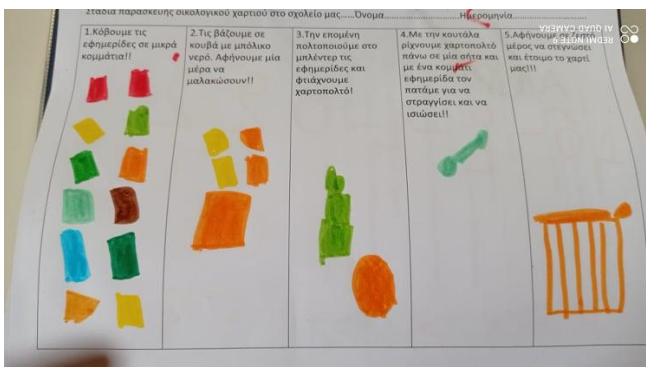 Στάδια παρασκευής οικολογικού χαρτιού στο σχολείο μας......Όνομα........................Ημερομηνία........................
1.Κόβουμε τις
εφημερίδες σε μικρά
κομμάτια!!
2.Τις βάζουμε σε
κουβά με μπόλικο
νερό. Αφήνουμε μία
μέρα να
μαλακώσουν!!
3.Την επομένη
πολτοποιούμε στο
μπλέντερ τις
εφημερίδες και
φτιάχνουμε
χαρτοπολτό!
4.Με την κουτάλα
ρίχνουμε χαρτοπολτό
πάνω σε μία σήτα και
με ένα κομμάτι
εφημερίδα τον
πατάμε για να
στραγγίσει και να
ισιώσει!!
5.Αφήνουμε σε ζεστό
μέρος να στεγνώσει
και έτοιμο το χαρτί
μας!!!
REDMI NOTE 9
AI QUAD CAMERA